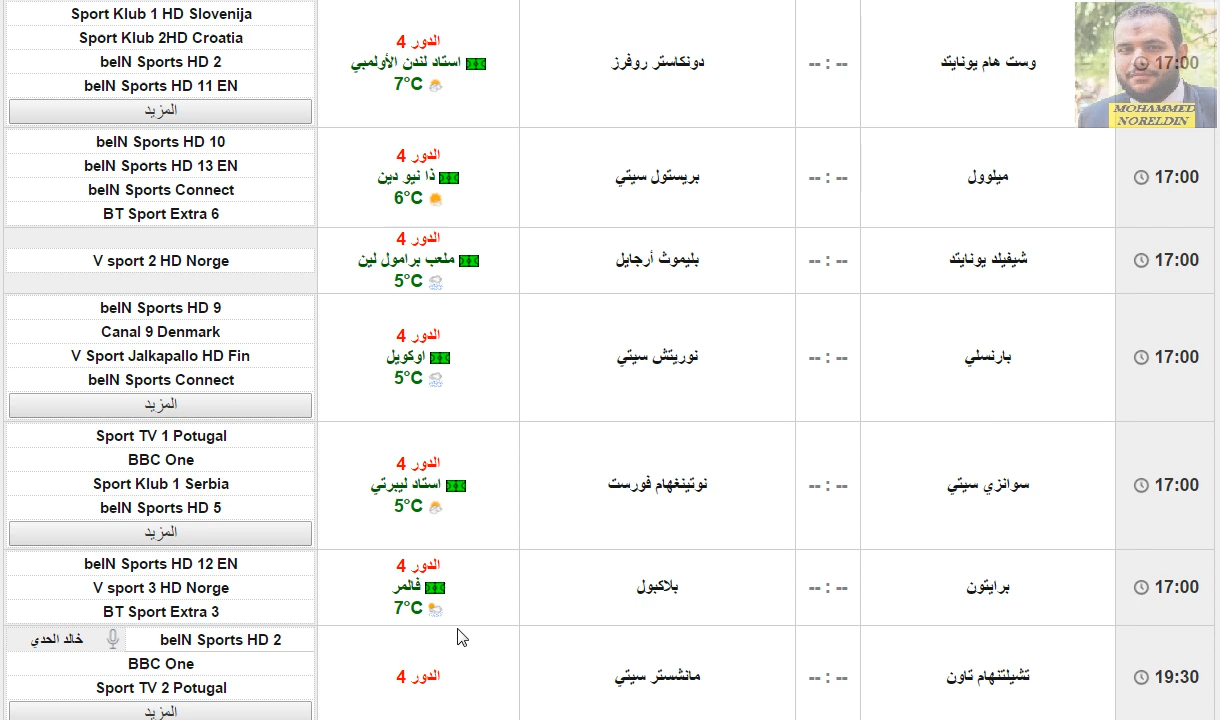 17:00
وست هام يونايتد
-- : --
دونكاستر روفرز
الدور 4
استاد لندن الأولمبي
7°C
Sport Klub 1 HD Slovenija
Sport Klub 2HD Croatia
beIN Sports HD 2
beIN Sports HD 11 EN
المزيد
MOHAMMED
NORELDIN
17:00
ميلوول
-- : --
بريستول سيتي
الدور 4
ذا نيو دين
6°C
beIN Sports HD 10
beIN Sports HD 13 EN
beIN Sports Connect
BT Sport Extra 6
17:00
شيفيلد يونايتد
-- : --
بليموث أرجايل
الدور 4
ملعب برامول لين
5°C
V sport 2 HD Norge
17:00
بارنسلي
-- : --
نوريتش سيتي
الدور 4
اوكويل
5°C
beIN Sports HD 9
Canal 9 Denmark
V Sport Jalkapallo HD Fin
beIN Sports Connect
المزيد
17:00
سوانزي سيتي
-- : --
نوتينغهام فورست
الدور 4
استاد ليبرتي
5°C
Sport TV 1 Potugal
BBC One
Sport Klub 1 Serbia
beIN Sports HD 5
المزيد
17:00
برايتون
-- : --
بلاكبول
الدور 4
فالمر
7°C
beIN Sports HD 12 EN
V sport 3 HD Norge
BT Sport Extra 3
19:30
تشيلتنهام تاون
-- : --
مانشستر سيتي
الدور 4
beIN Sports HD 2
خالد الحدي
BBC One
Sport TV 2 Potugal
المزيد